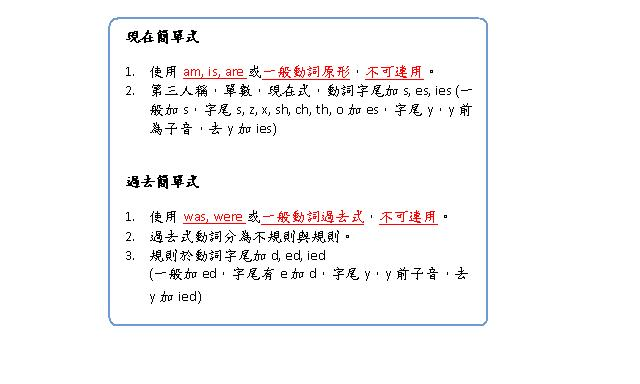 現在簡單式
1. 使用 am, is, are 或一般動詞原形，不可連用。
2. 第三人稱，單數，現在式，動詞字尾加 s, es, ies (一
般加 s，字尾 s, z, x, sh, ch, th, o 加 es，字尾 y，y 前
為子音，去 y 加 ies)
過去簡單式
1. 使用 was, were 或一般動詞過去式，不可連用。
2. 過去式動詞分為不規則與規則。
3. 規則於動詞字尾加 d, ed, ied
(一般加 ed，字尾有 e 加 d，字尾 y，y 前子音，去
y 加 ied)